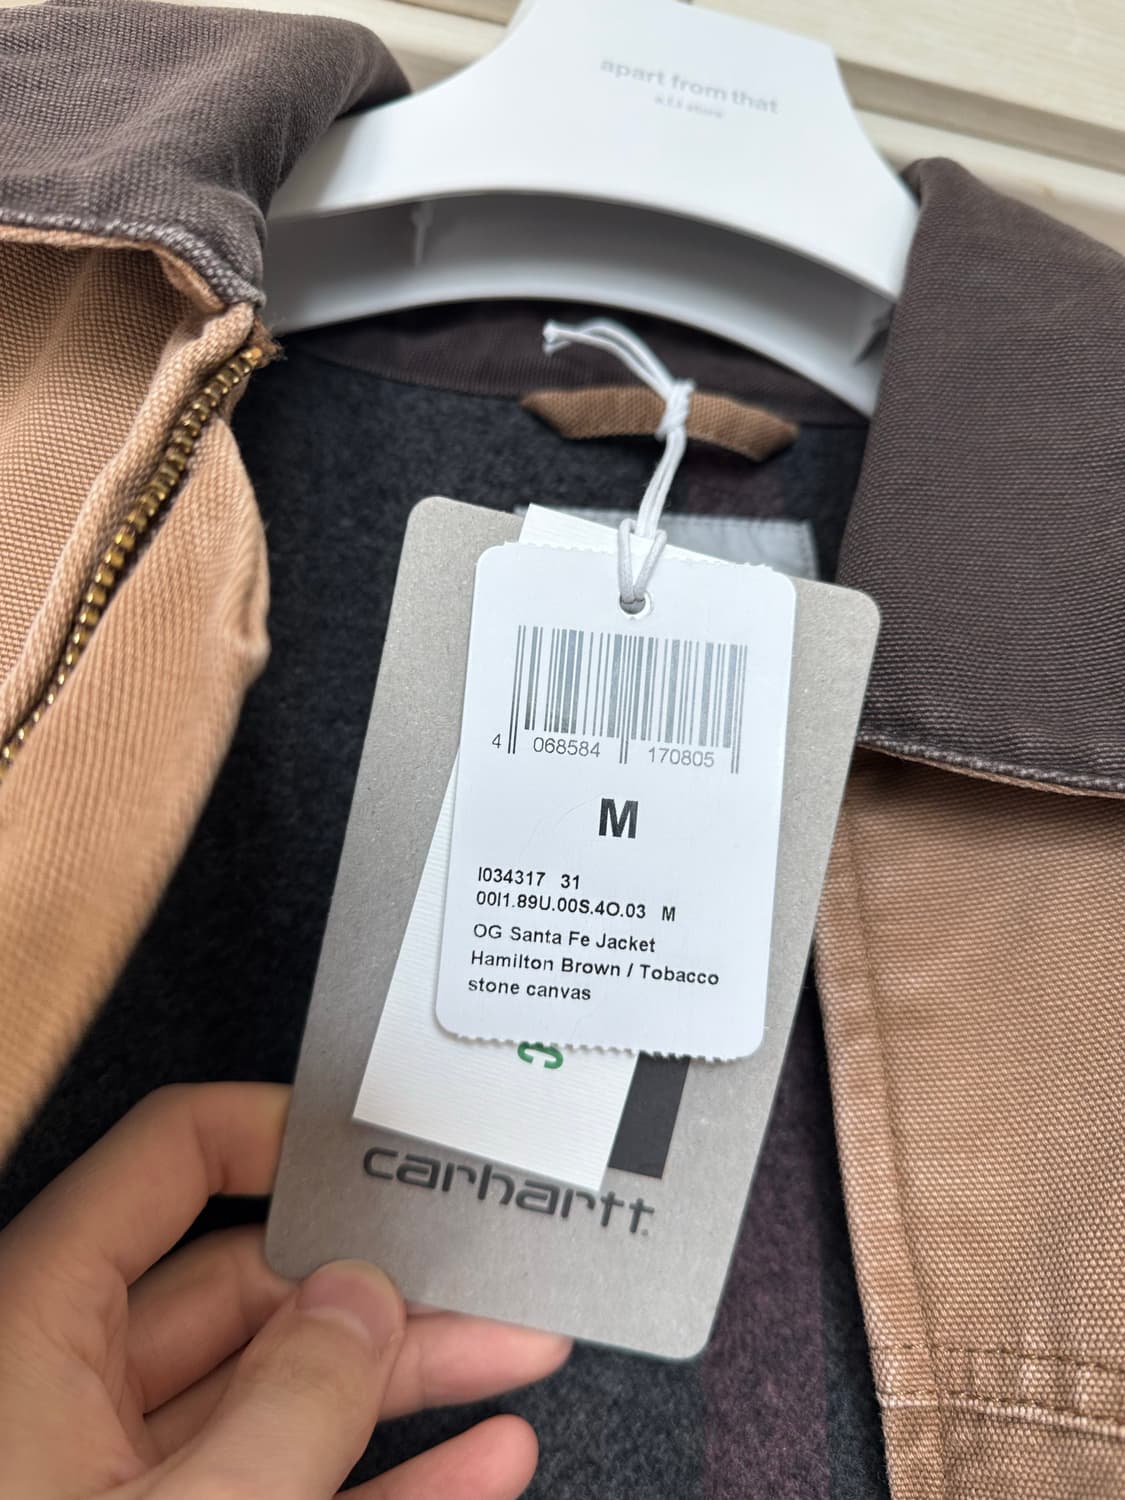 apart from that
4 068584 170805
M
I034317 31
00I1.89U.00S.4O.03 M
OG Santa Fe Jacket
Hamilton Brown / Tobacco
stone canvas
carhartt.